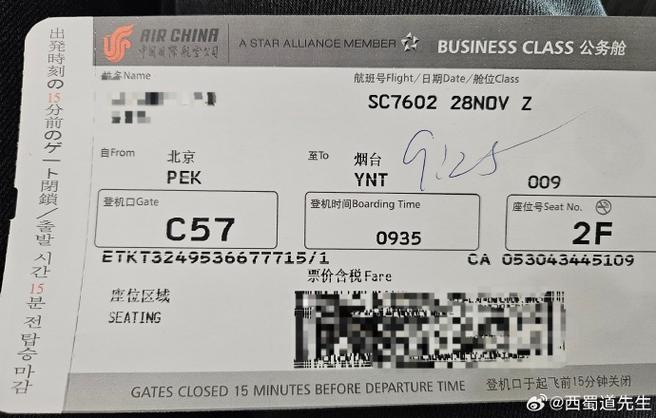 AIR CHINA
中国国际航空公司
A STAR ALLIANCE MEMBER
BUSINESS CLASS 公务舱
姓名Name
航班号Flight/日期Date/舱位Class
SC7602 28NOV Z
自From
北京
PEK
至To
烟台
YNT
9:25
009
登机口Gate
C57
登机时间Boarding Time
0935
座位号Seat No.
2F
ETKT3249536677715/1
CA 053043445109
票价含税Fare
座位区域
SEATING
GATES CLOSED 15 MINUTES BEFORE DEPARTURE TIME
登机口于起飞前15分钟关闭
出発時刻の15分前のゲート閉鎖/출발 시간 15분 전 탑승 마감
@西蜀道先生